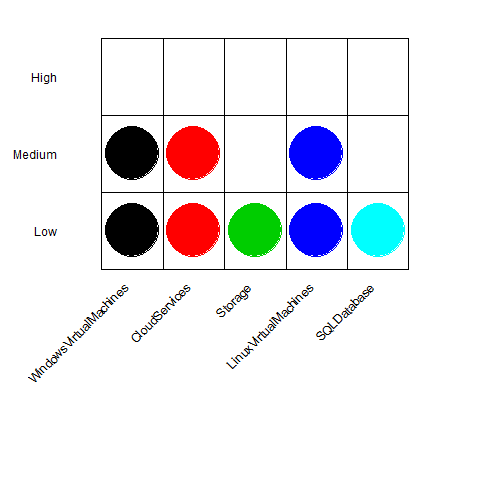 High
Medium
Low
WindowsVirtualMachines
CloudServices
Storage
LinuxVirtualMachines
SQLDatabase